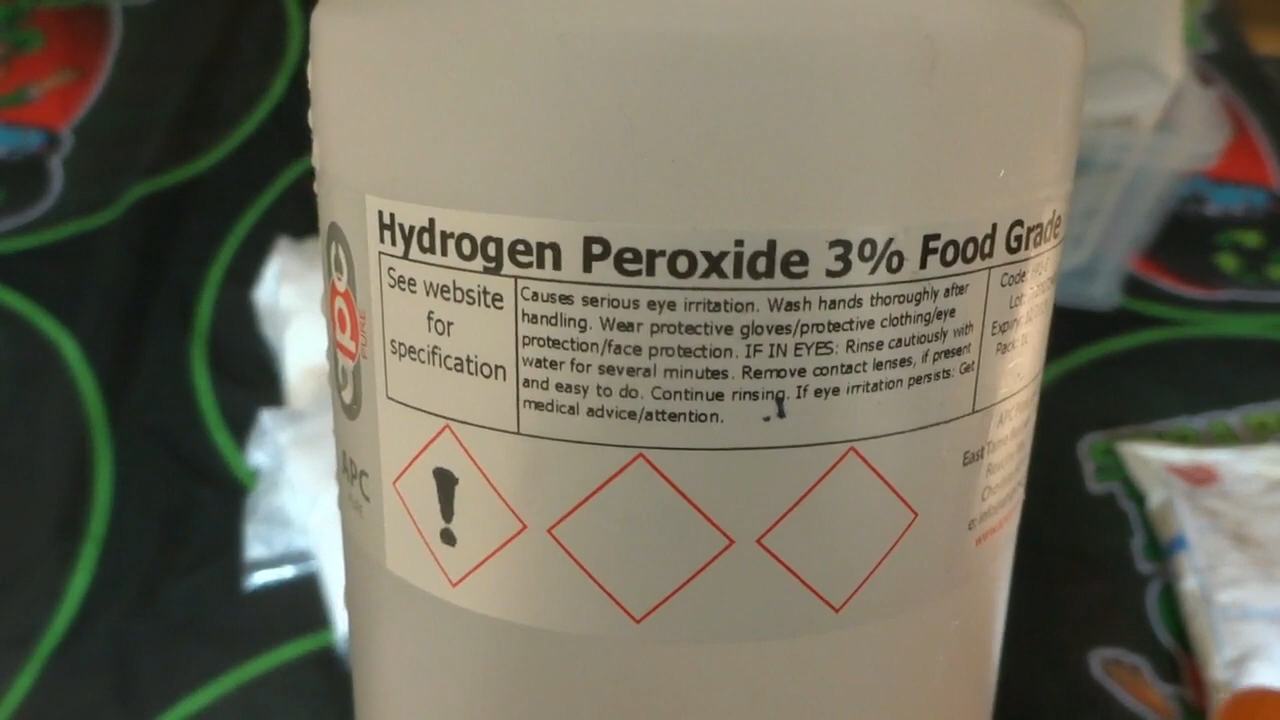 Hydrogen Peroxide 3% Food Grade
See website
for
specification
Causes serious eye irritation. Wash hands thoroughly after
handling. Wear protective gloves/protective clothing/eye
protection/face protection. IF IN EYES: Rinse cautiously with
water for several minutes. Remove contact lenses, if present
and easy to do. Continue rinsing. If eye irritation persists: Get
medical advice/attention.
Code:
Lot:
Expiry:
Pack:
PURE
APC
APC
East